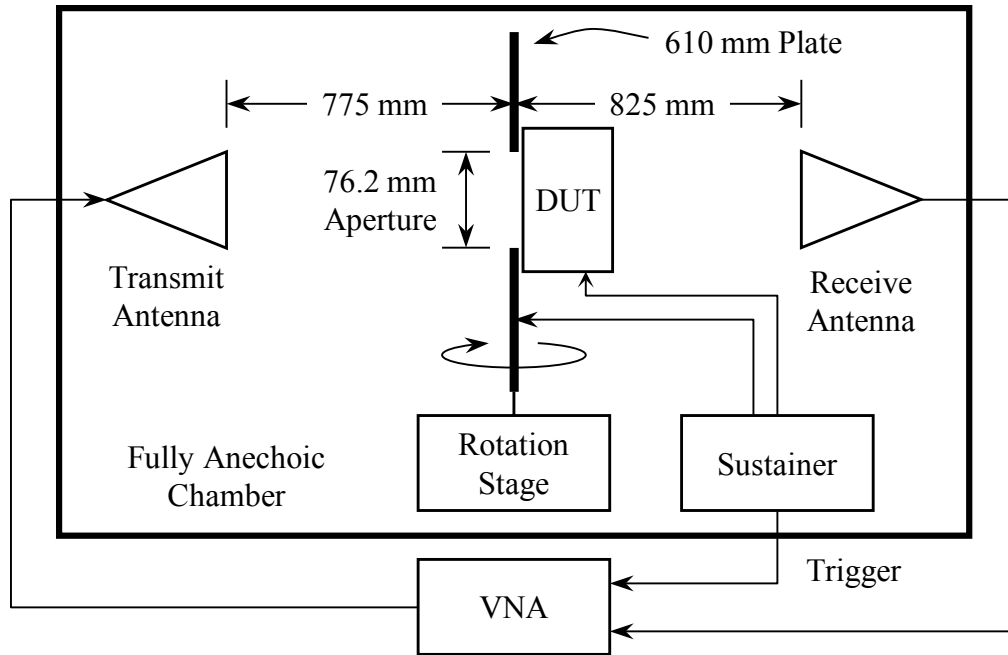 610 mm Plate
775 mm
825 mm
76.2 mm
Aperture
DUT
Transmit
Antenna
Receive
Antenna
Fully Anechoic
Chamber
Rotation
Stage
Sustainer
Trigger
VNA